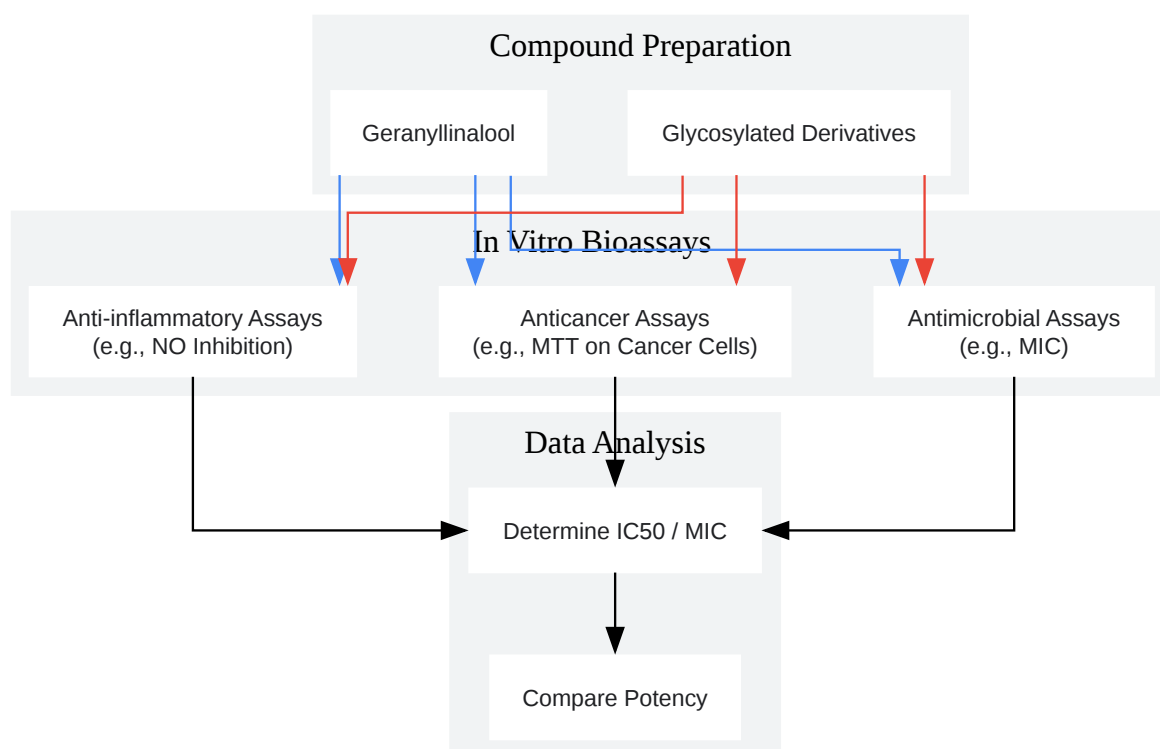 Compound Preparation
Geranyllinalool
Glycosylated Derivatives
In Vitro Bioassays
Anti-inflammatory Assays
(e.g., NO Inhibition)
Anticancer Assays
(e.g., MTT on Cancer Cells)
Antimicrobial Assays
(e.g., MIC)
Data Analysis
Determine IC50 / MIC
Compare Potency